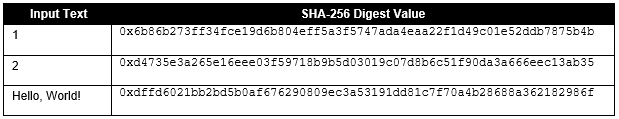 Input Text SHA-256 Digest Value
1 0x6b86b273ff34fce19d6b804eff5a3f5747ada4eaa22f1d49c01e52ddb7875b4b
2 0xd4735e3a265e16eee03f59718b9b5d03019c07d8b6c51f90da3a666eec13ab35
Hello, World! 0xdffd6021bb2bd5b0af676290809ec3a53191dd81c7f70a4b28688a362182986f